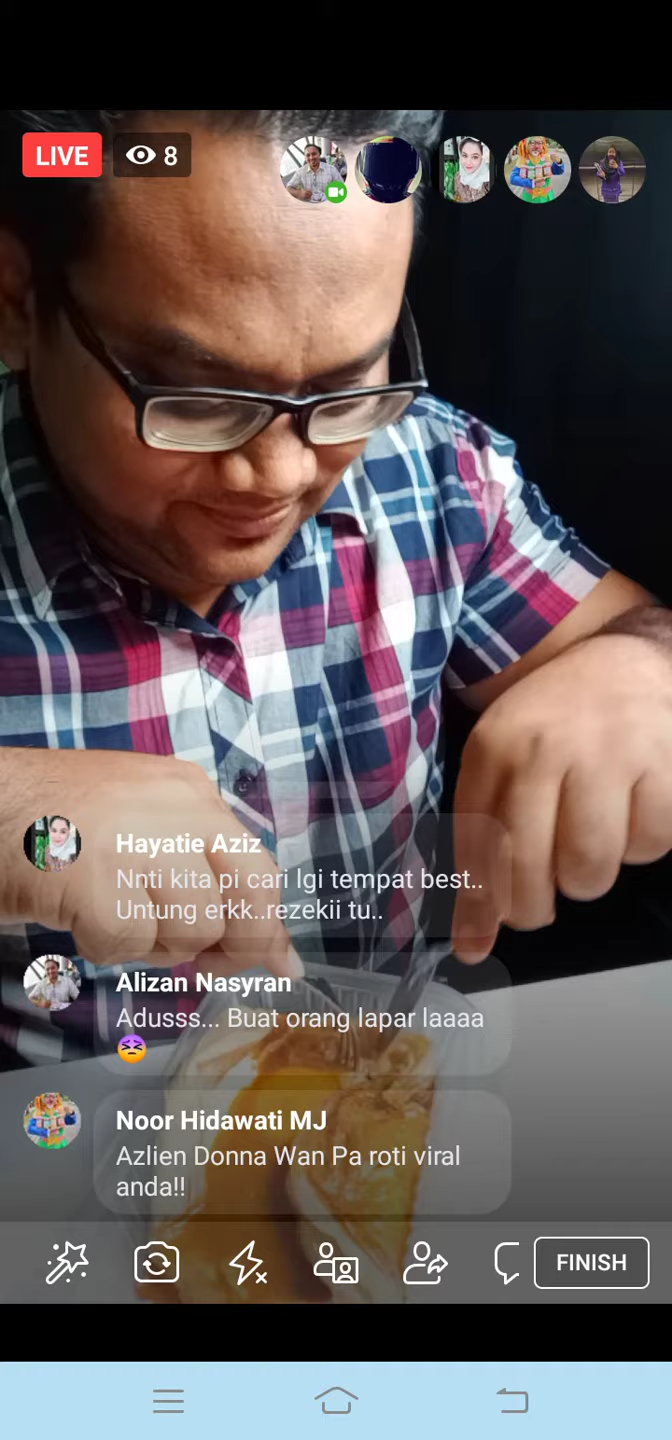 LIVE 8
Hayatie Aziz
Nnti kita pi cari lgi tempat best..
Untung erkk..rezekii tu..
Alizan Nasyran
Adusss... Buat orang lapar laaaa
😣
Noor Hidawati MJ
Azlien Donna Wan Pa roti viral
anda!!
FINISH